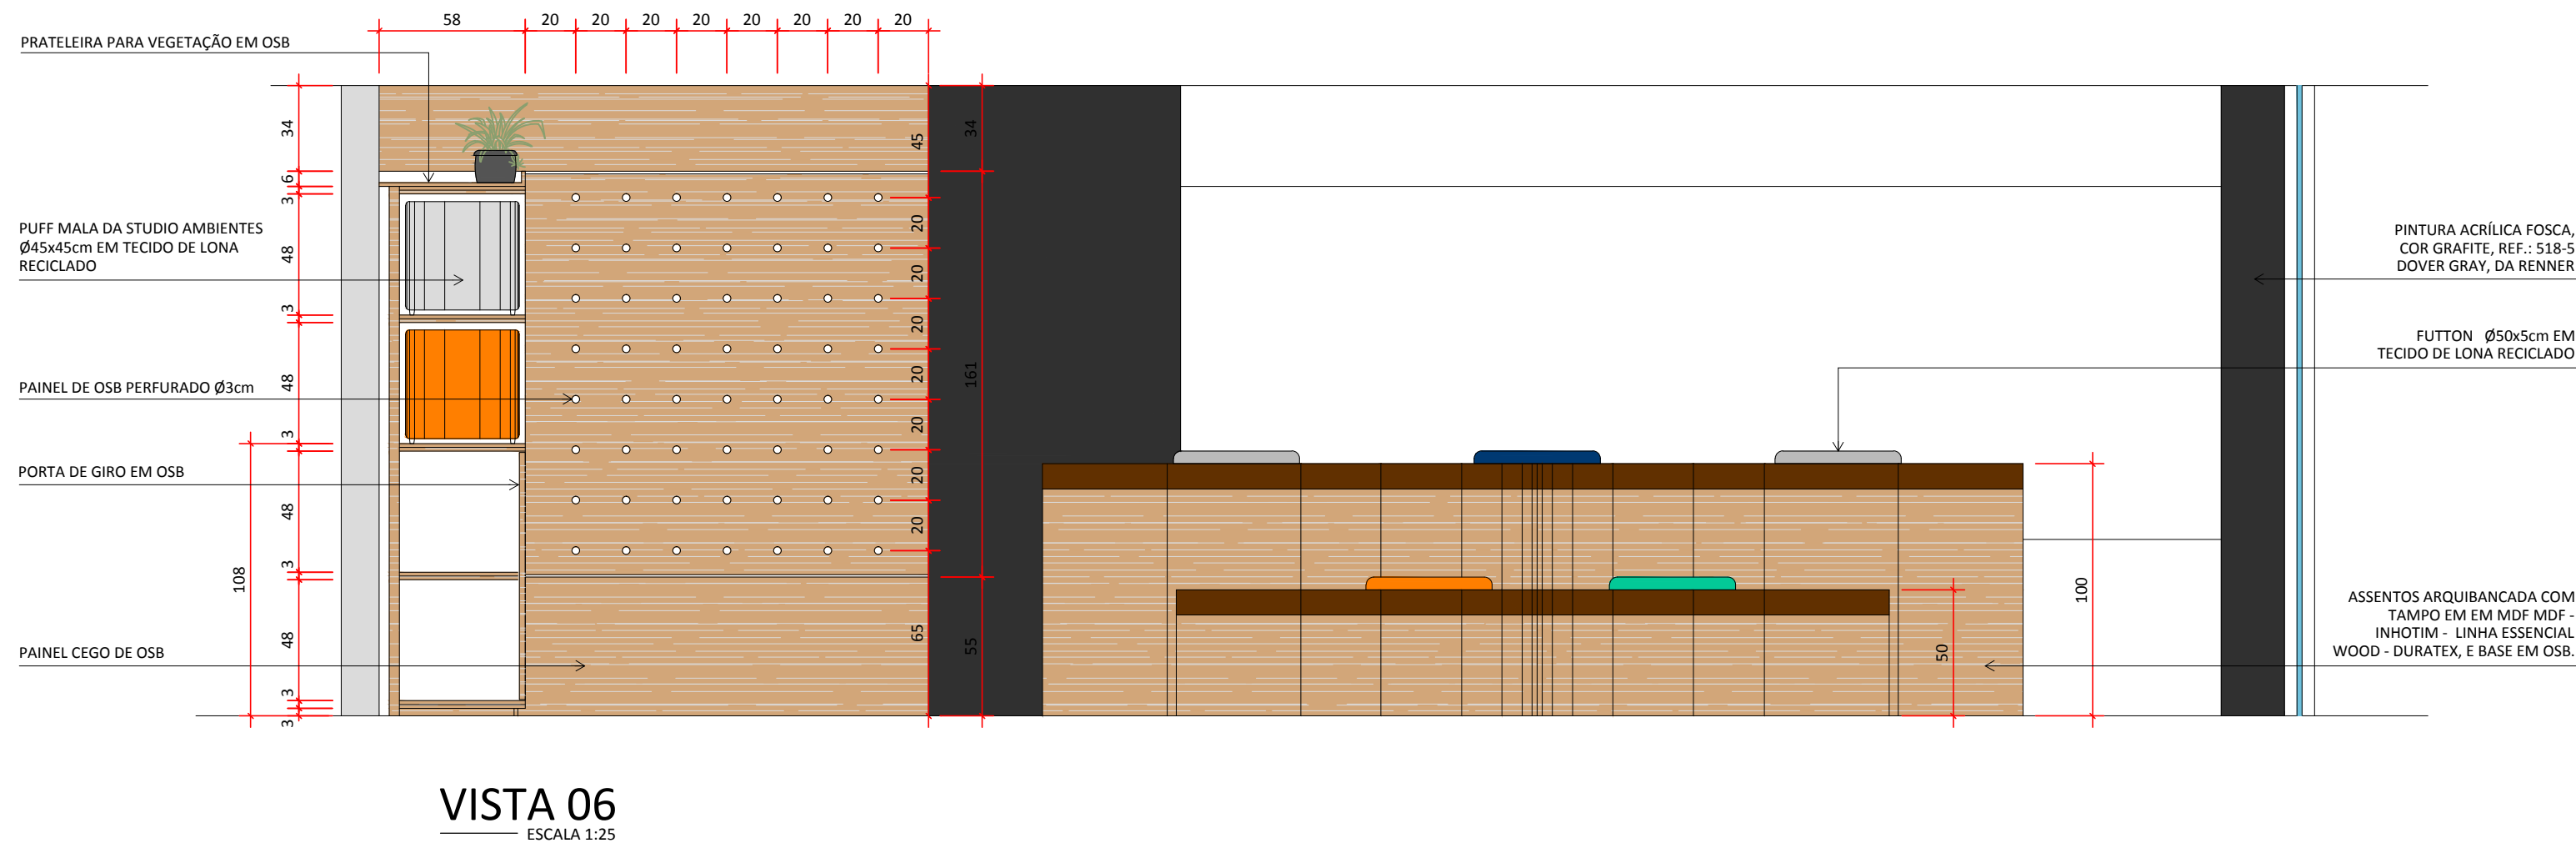 58 20 20 20 20 20 20 20 20
PRATELEIRA PARA VEGETAÇÃO EM OSB
34
6
3
48
3
48
3
48
3
48
3
3
108
PUFF MALA DA STUDIO AMBIENTES
Ø45x45cm EM TECIDO DE LONA
RECICLADO
PAINEL DE OSB PERFURADO Ø3cm
PORTA DE GIRO EM OSB
PAINEL CEGO DE OSB
45
20
20
20
20
20
20
20
65
34
161
55
50
100
PINTURA ACRÍLICA FOSCA,
COR GRAFITE, REF.: 518-5
DOVER GRAY, DA RENNER
FUTTON Ø50x5cm EM
TECIDO DE LONA RECICLADO
ASSENTOS ARQUIBANCADA COM
TAMPO EM EM MDF MDF -
INHOTIM - LINHA ESSENCIAL
WOOD - DURATEX, E BASE EM OSB.
VISTA 06
ESCALA 1:25